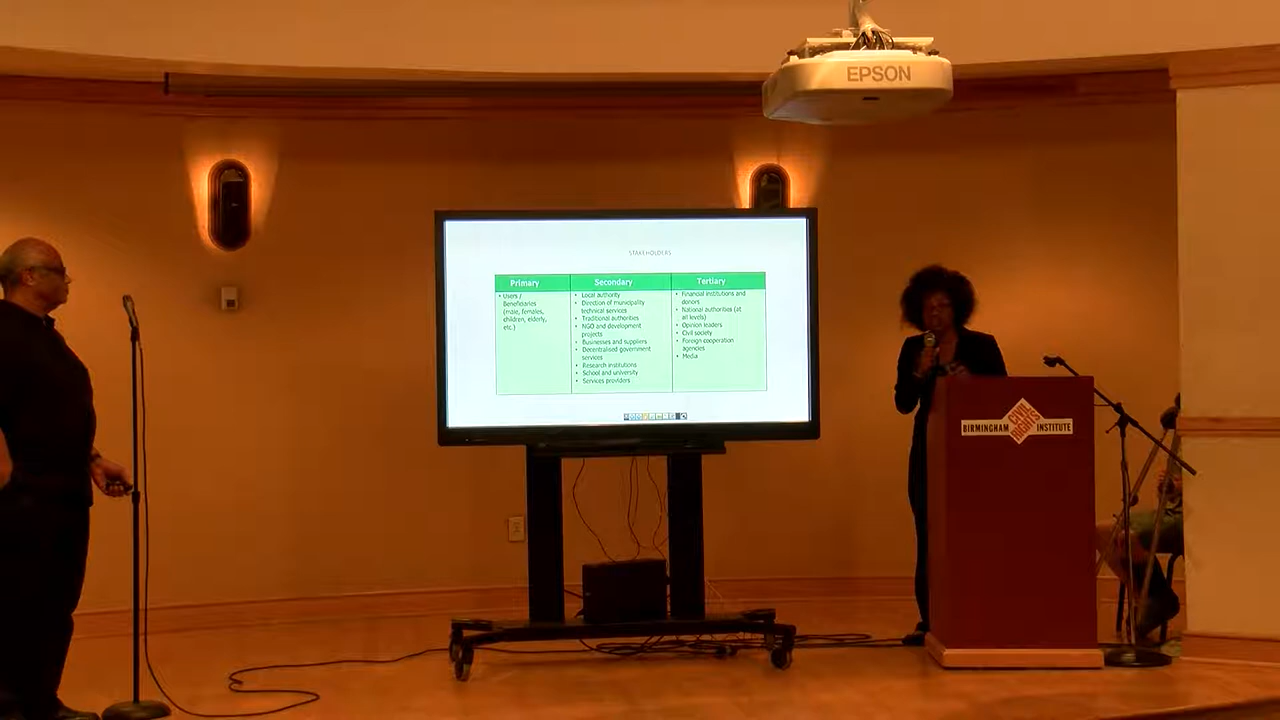 EPSON
STAKEHOLDERS
Primary
Secondary
Tertiary
• Users /
Beneficiaries
(male, females,
children, elderly,
etc.)
• Local authority
• Direction of municipality
technical services
• Traditional authorities
• NGO and development
projects
• Businesses and suppliers
• Decentralised government
services
• Research institutions
• School and university
• Services providers
• Financial institutions and
donors
• National authorities (at
all levels)
• Opinion leaders
• Civil society
• Foreign cooperation
agencies
• Media
BIRMINGHAM CIVIL RIGHTS INSTITUTE